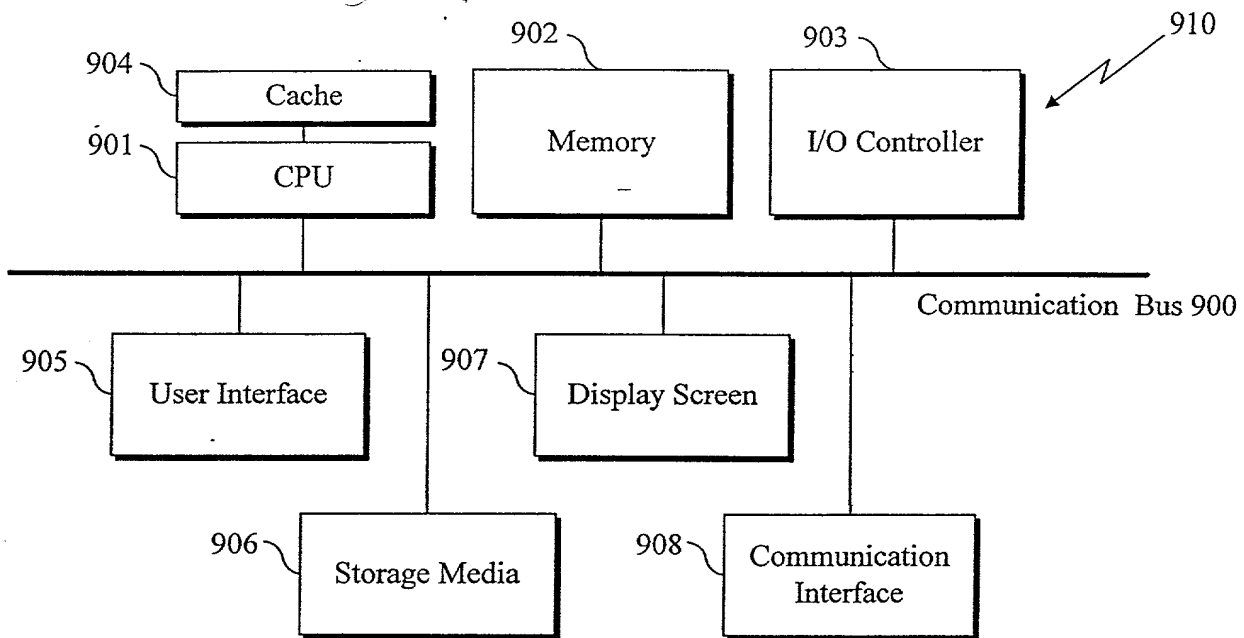 910
902
903
904
Cache
901
CPU
Memory
I/O Controller
Communication Bus 900
905
User Interface
907
Display Screen
906
Storage Media
908
Communication
Interface